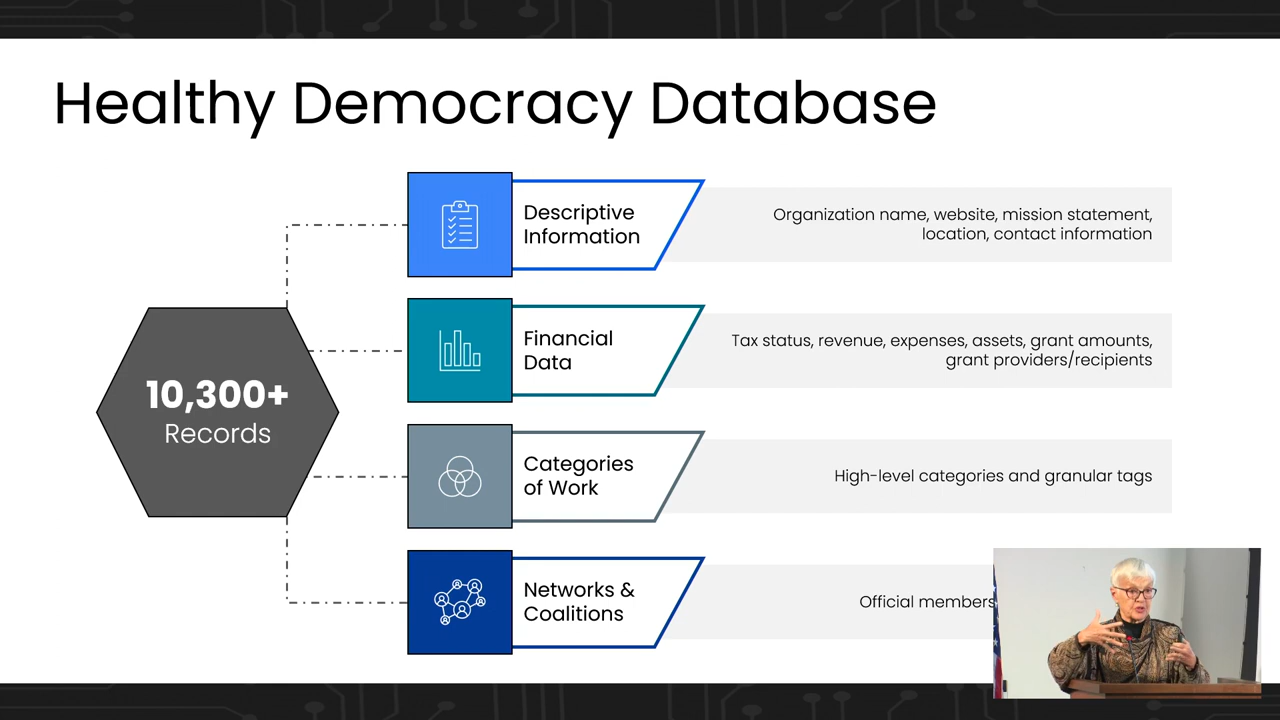 Healthy Democracy Database
10,300+
Records
Descriptive
Information
Organization name, website, mission statement,
location, contact information
Financial
Data
Tax status, revenue, expenses, assets, grant amounts,
grant providers/recipients
Categories
of Work
High-level categories and granular tags
Networks &
Coalitions
Official members